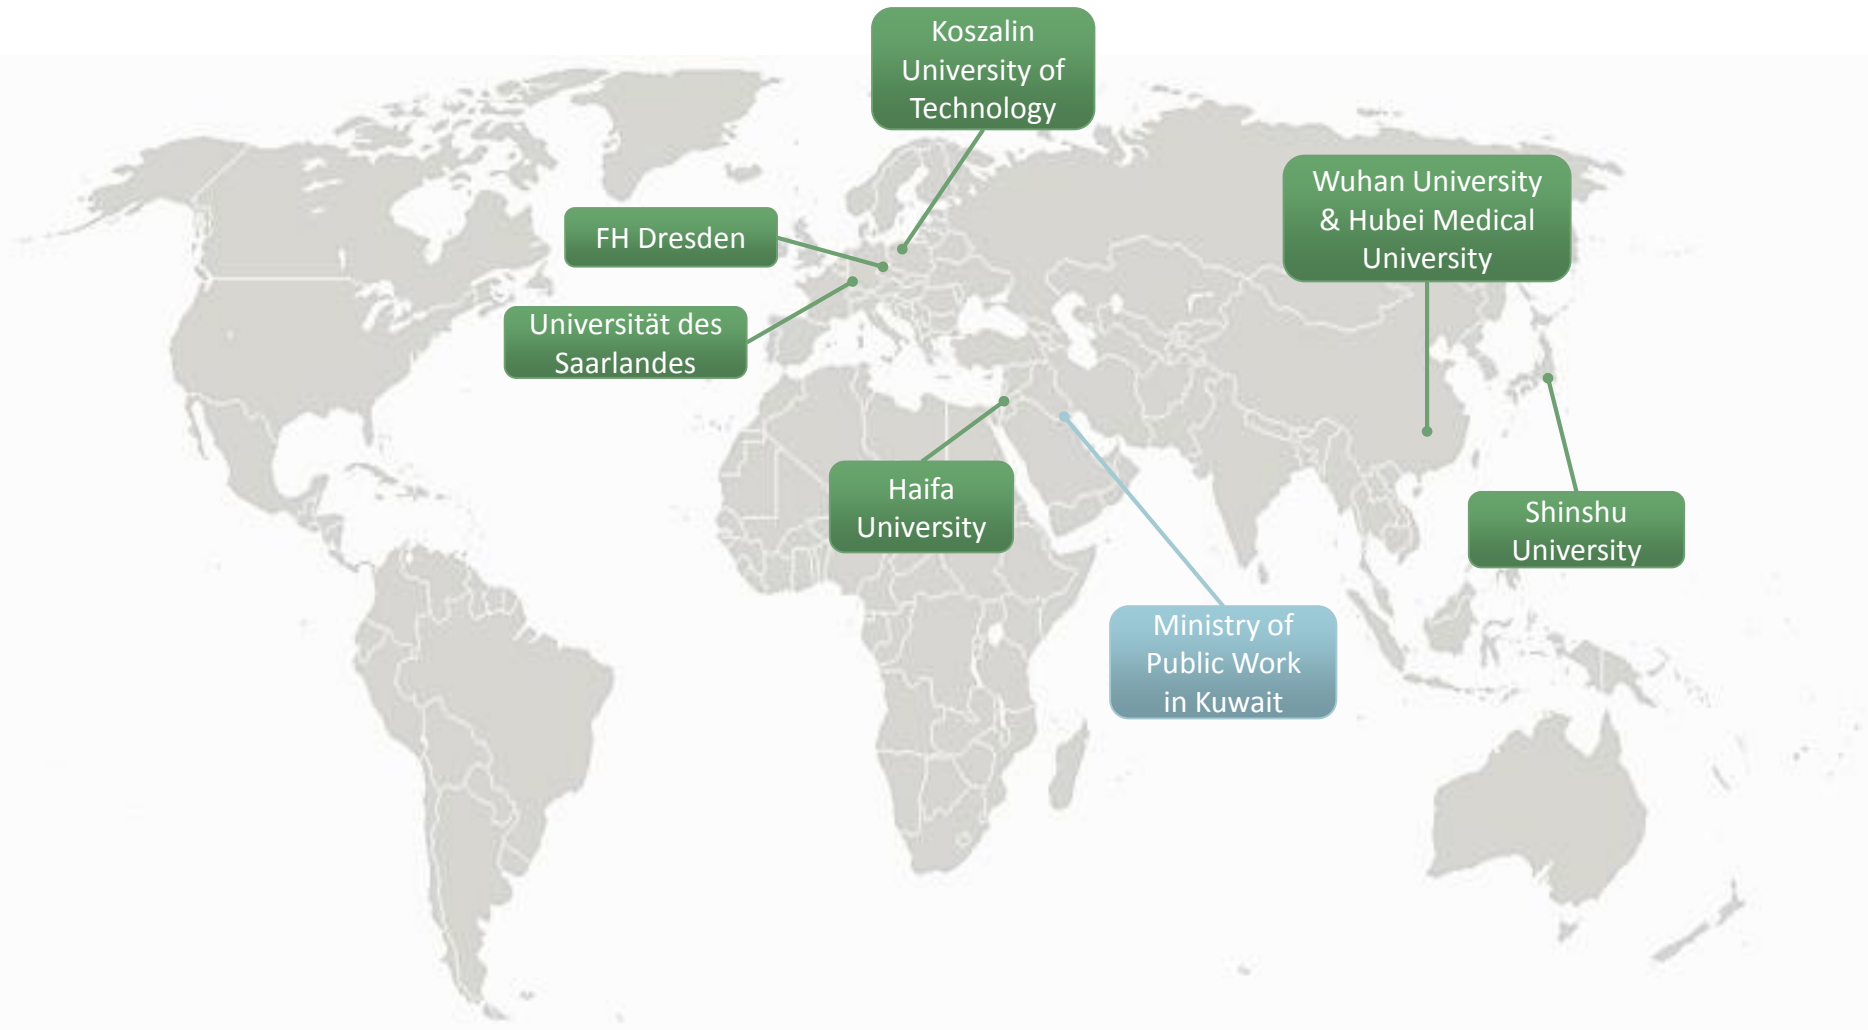 Koszalin
University of
Technology
Wuhan University
& Hubei Medical
University
FH Dresden
Universität des
Saarlandes
Haifa
University
Shinshu
University
Ministry of
Public Work
in Kuwait